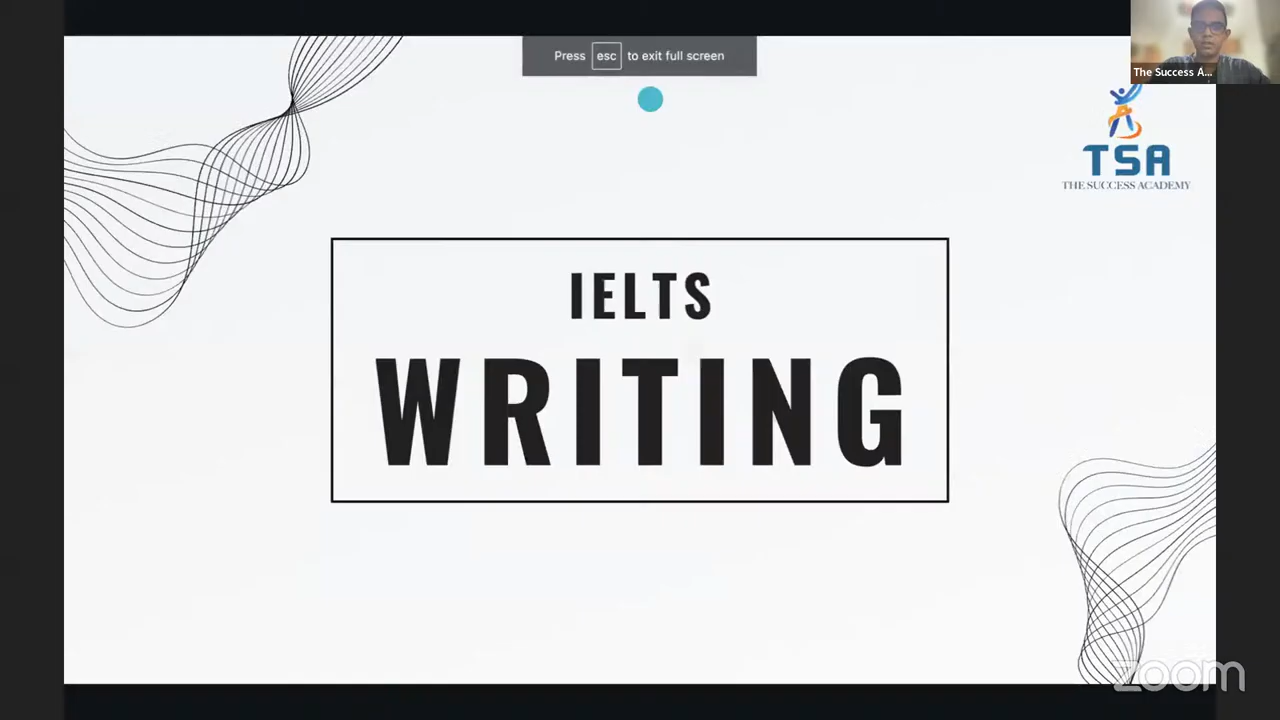 Press esc to exit full screen
The Success A...
TSA
THE SUCCESS ACADEMY
IELTS
WRITING
zoom